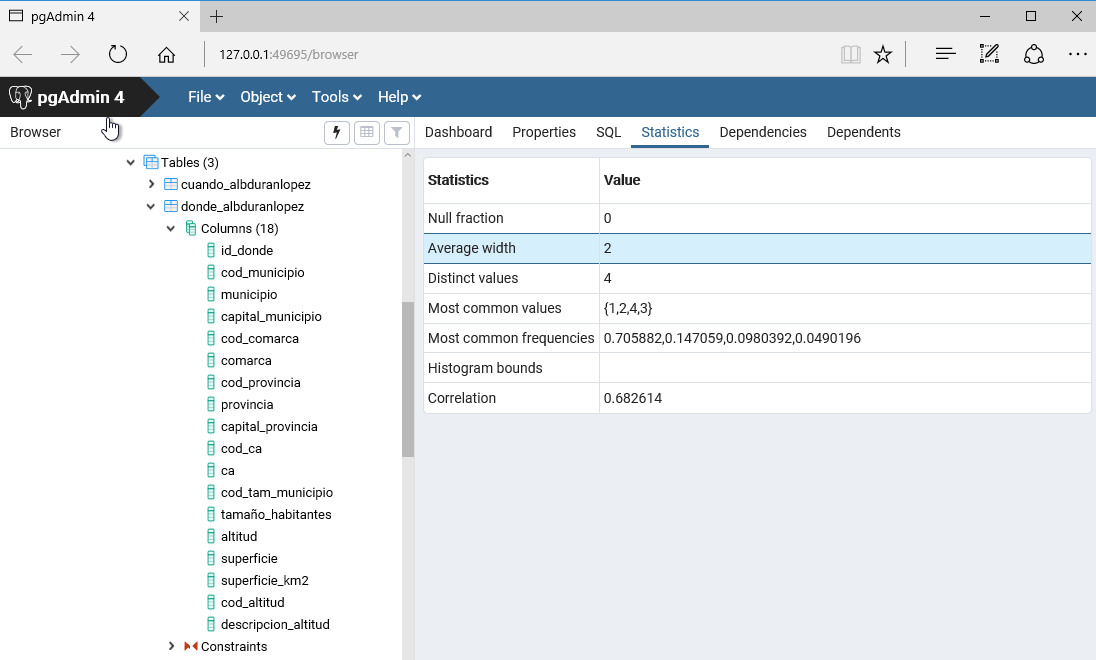 pgAdmin 4
127.0.0.1:49695/browser
pgAdmin 4 File Object Tools Help
Browser Dashboard Properties SQL Statistics Dependencies Dependents
Tables (3)
cuando_albduranlopez
donde_albduranlopez
Columns (18)
id_donde
cod_municipio
municipio
capital_municipio
cod_comarca
comarca
cod_provincia
provincia
capital_provincia
cod_ca
ca
cod_tam_municipio
tamaño_habitantes
altitud
superficie
superficie_km2
cod_altitud
descripcion_altitud
Constraints
Statistics Value
Null fraction 0
Average width 2
Distinct values 4
Most common values {1,2,4,3}
Most common frequencies 0.705882,0.147059,0.0980392,0.0490196
Histogram bounds
Correlation 0.682614